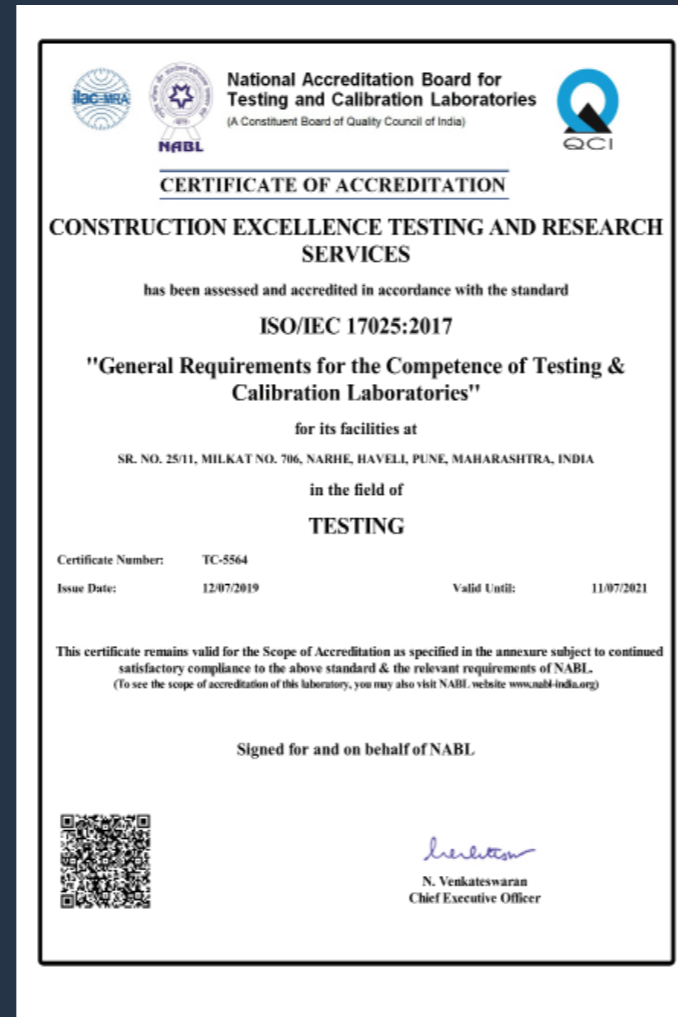 ilac-MRA
NABL
National Accreditation Board for
Testing and Calibration Laboratories
(A Constituent Board of Quality Council of India)
QCI
CERTIFICATE OF ACCREDITATION
CONSTRUCTION EXCELLENCE TESTING AND RESEARCH
SERVICES
has been assessed and accredited in accordance with the standard
ISO/IEC 17025:2017
"General Requirements for the Competence of Testing &
Calibration Laboratories"
for its facilities at
SR. NO. 25/11, MILKAT NO. 706, NARHE, HAVELI, PUNE, MAHARASHTRA, INDIA
in the field of
TESTING
Certificate Number: TC-5564
Issue Date: 12/07/2019 Valid Until: 11/07/2021
This certificate remains valid for the Scope of Accreditation as specified in the annexure subject to continued
satisfactory compliance to the above standard & the relevant requirements of NABL.
(To see the scope of accreditation of this laboratory, you may also visit NABL website www.nabl-india.org)
Signed for and on behalf of NABL
N. Venkateswaran
Chief Executive Officer